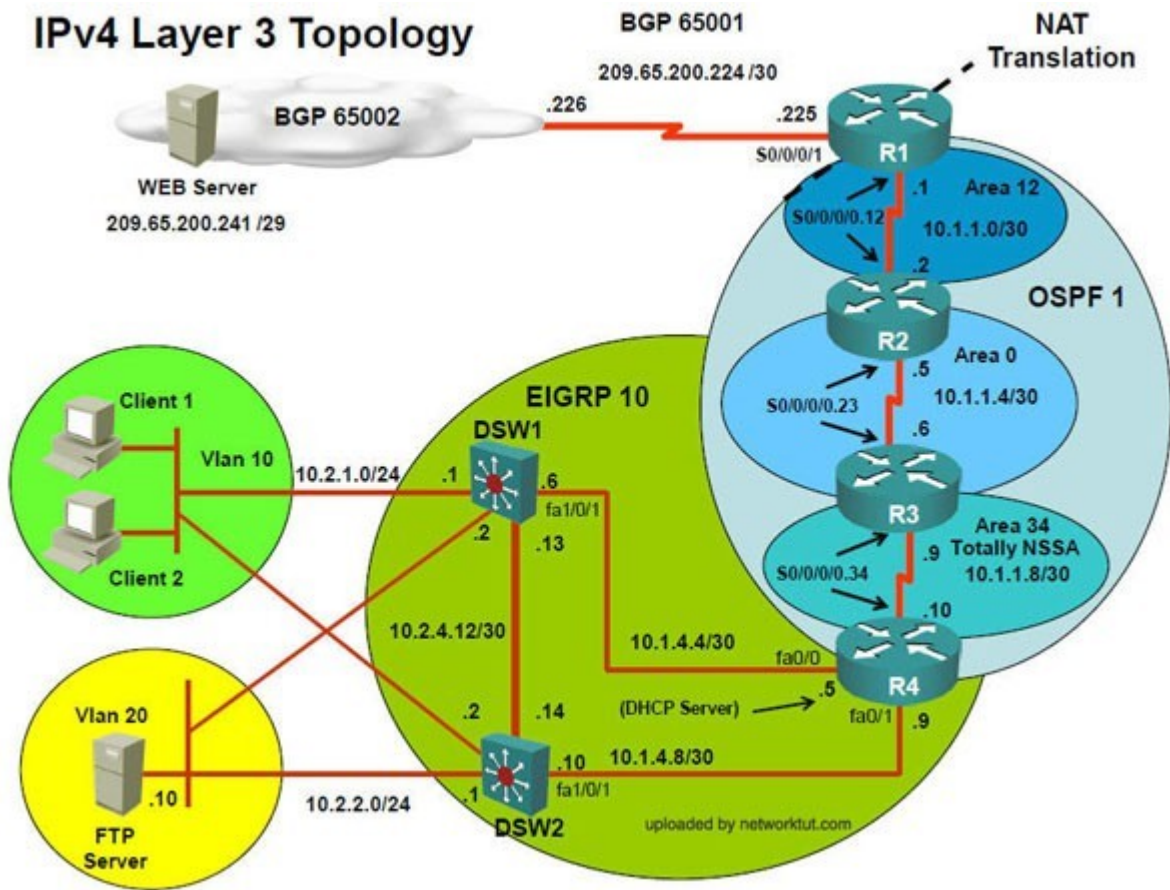 IPv4 Layer 3 Topology
BGP 65001
209.65.200.224 /30
NAT
Translation
BGP 65002
.226
.225
S0/0/0/1
R1
WEB Server
209.65.200.241 /29
Area 12
.1
S0/0/0/0.12
10.1.1.0/30
.2
OSPF 1
R2
Area 0
.5
10.1.1.4/30
S0/0/0/0.23
.6
R3
Area 34
Totally NSSA
.9
10.1.1.8/30
S0/0/0/0.34
.10
R4
EIGRP 10
Client 1
Vlan 10
Client 2
10.2.1.0/24
DSW1
.1
.6
fa1/0/1
.2
.13
10.2.4.12/30
10.1.4.4/30
fa0/0
.5
(DHCP Server)
fa0/1
.9
Vlan 20
.10
FTP
Server
10.2.2.0/24
.2
.14
.10
10.1.4.8/30
.1
fa1/0/1
DSW2
uploaded by networktut.com